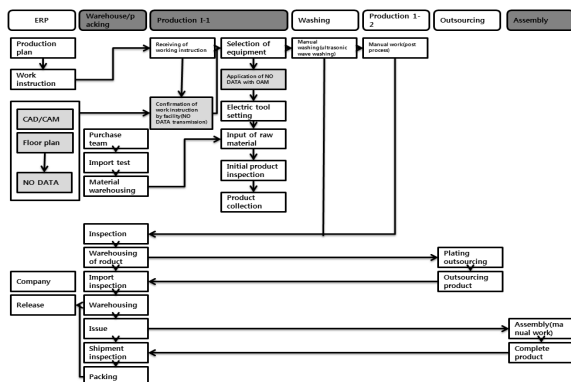 ERP
Warehouse/p
acking
Production I-1
Washing
Production 1-
2
Outsourcing
Assembly
Production
plan
Work
instruction
Receiving of
working instruction
Selection of
equipment
Manual
washing(ultrasonic
wave washing)
Manual work(post
process)
Application of NO
DATA with OAM
CAD/CAM
Floor plan
NO DATA
Confirmation of
work instruction
by facility(NO
DATA transmission)
Electric tool
setting
Purchase
team
Import test
Material
warehousing
Input of raw
material
Initial product
inspection
Product
collection
Inspection
Warehousing
of roduct
Plating
outsourcing
Company
Import
inspection
Outsourcing
product
Release
Warehousing
Issue
Assembly(ma
nual work)
Shipment
inspection
Complete
product
Packing